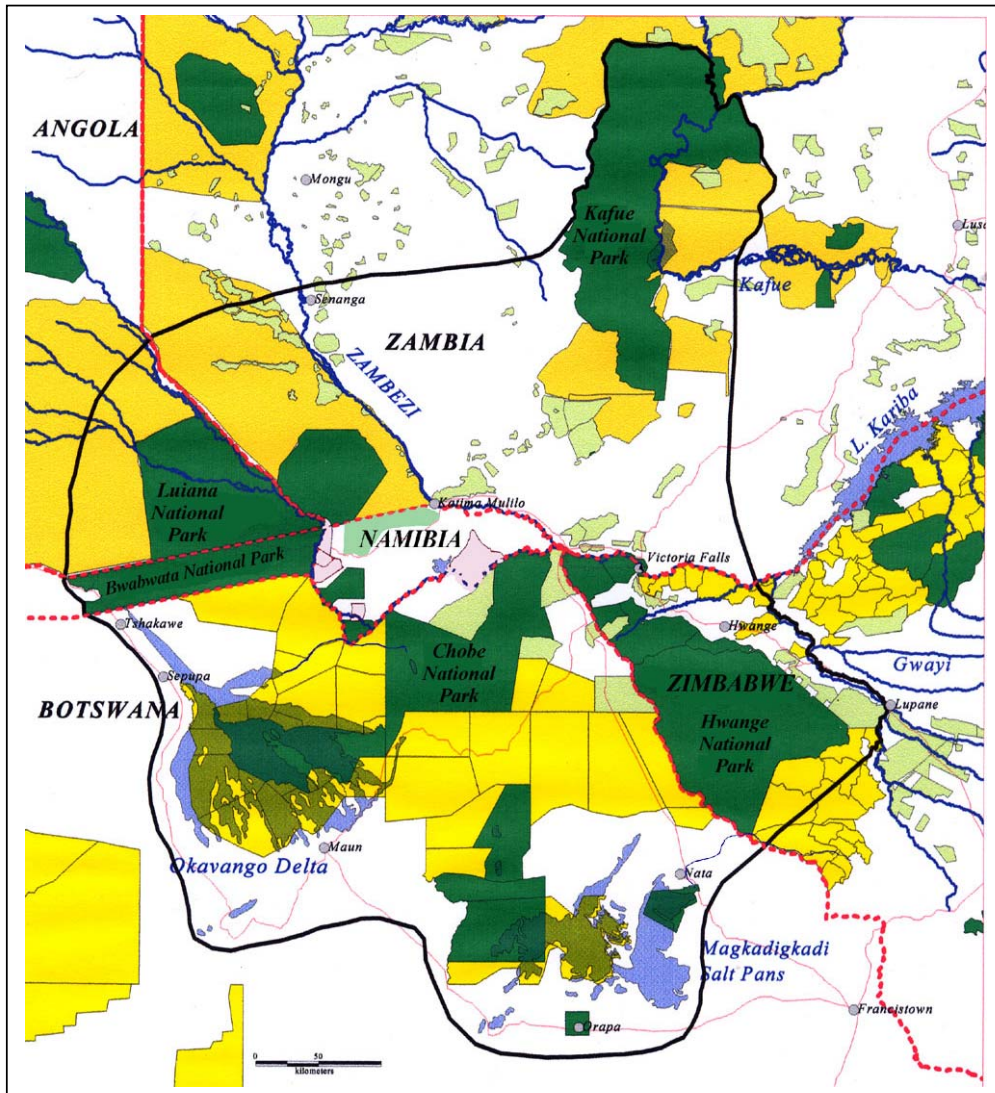 ANGOLA
Mongu
Kafue
National
Park
Kafue
Senanga
ZAMBIA
ZAMBEZI
L. Kariba
Luiana
National
Park
Katima Mulilo
NAMIBIA
Bwabwata National Park
Victoria Falls
Tshakawe
Hwange
Chobe
National
Park
Gwayi
Sepupa
ZIMBABWE
BOTSWANA
Hwange
National
Park
Lupane
Maun
Okavango Delta
Nata
Magkadigkadi
Salt Pans
Francistown
Orapa
0 50
kilometers